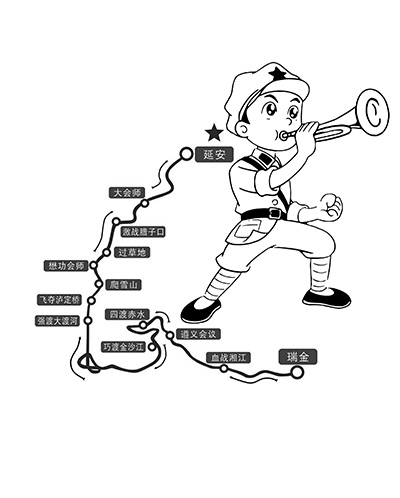 延安
大会师
激战腊子口
过草地
懋功会师
爬雪山
飞夺泸定桥
强渡大渡河
四渡赤水
遵义会议
巧渡金沙江
血战湘江
瑞金